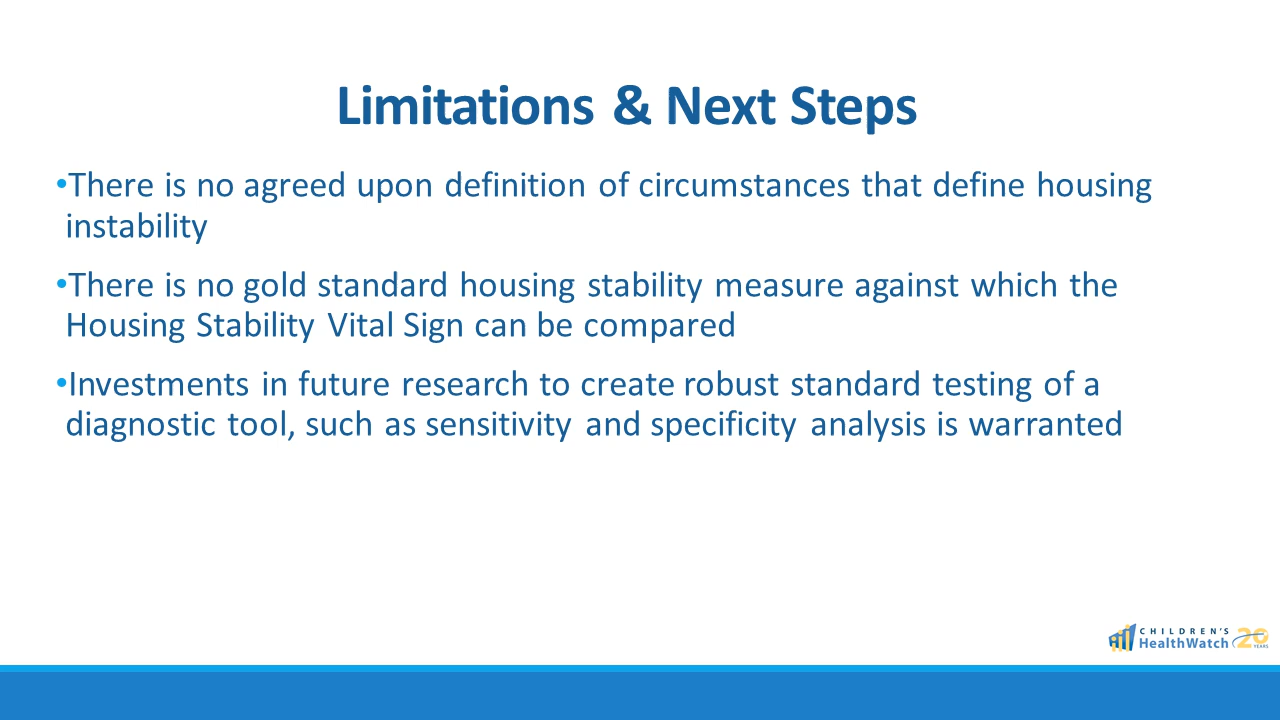 Limitations & Next Steps
•There is no agreed upon definition of circumstances that define housing
instability
•There is no gold standard housing stability measure against which the
Housing Stability Vital Sign can be compared
•Investments in future research to create robust standard testing of a
diagnostic tool, such as sensitivity and specificity analysis is warranted
CHILDREN'S
HealthWatch
20
YEARS